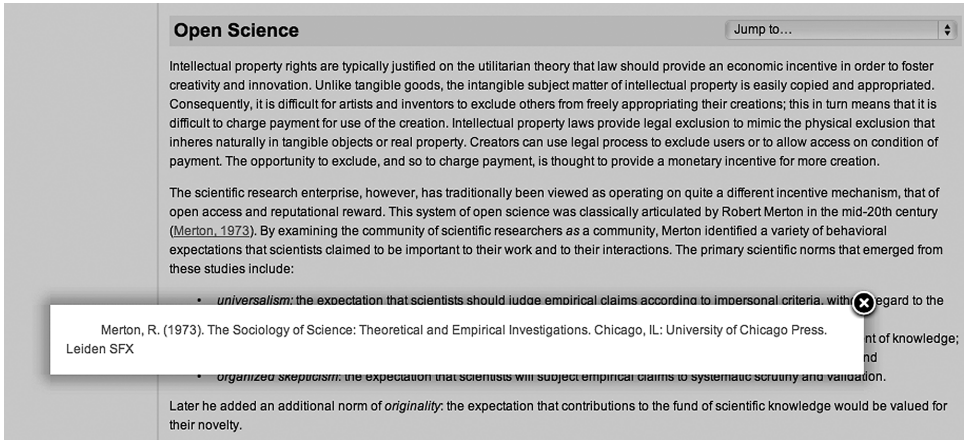 Open Science
Jump to...
Intellectual property rights are typically justified on the utilitarian theory that law should provide an economic incentive in order to foster
creativity and innovation. Unlike tangible goods, the intangible subject matter of intellectual property is easily copied and appropriated.
Consequently, it is difficult for artists and inventors to exclude others from freely appropriating their creations; this in turn means that it is
difficult to charge payment for use of the creation. Intellectual property laws provide legal exclusion to mimic the physical exclusion that
inheres naturally in tangible objects or real property. Creators can use legal process to exclude users or to allow access on condition of
payment. The opportunity to exclude, and so to charge payment, is thought to provide a monetary incentive for more creation.
The scientific research enterprise, however, has traditionally been viewed as operating on quite a different incentive mechanism, that of
open access and reputational reward. This system of open science was classically articulated by Robert Merton in the mid-20th century
(Merton, 1973). By examining the community of scientific researchers as a community, Merton identified a variety of behavioral
expectations that scientists claimed to be important to their work and to their interactions. The primary scientific norms that emerged from
these studies include:
• universalism: the expectation that scientists should judge empirical claims according to impersonal criteria, regard to the
Merton, R. (1973). The Sociology of Science: Theoretical and Empirical Investigations. Chicago, IL: University of Chicago Press.
Leiden SFX
of knowledge;
• organized skepticism: the expectation that scientists will subject empirical claims to systematic scrutiny and validation.
Later he added an additional norm of originality: the expectation that contributions to the fund of scientific knowledge would be valued for
their novelty.